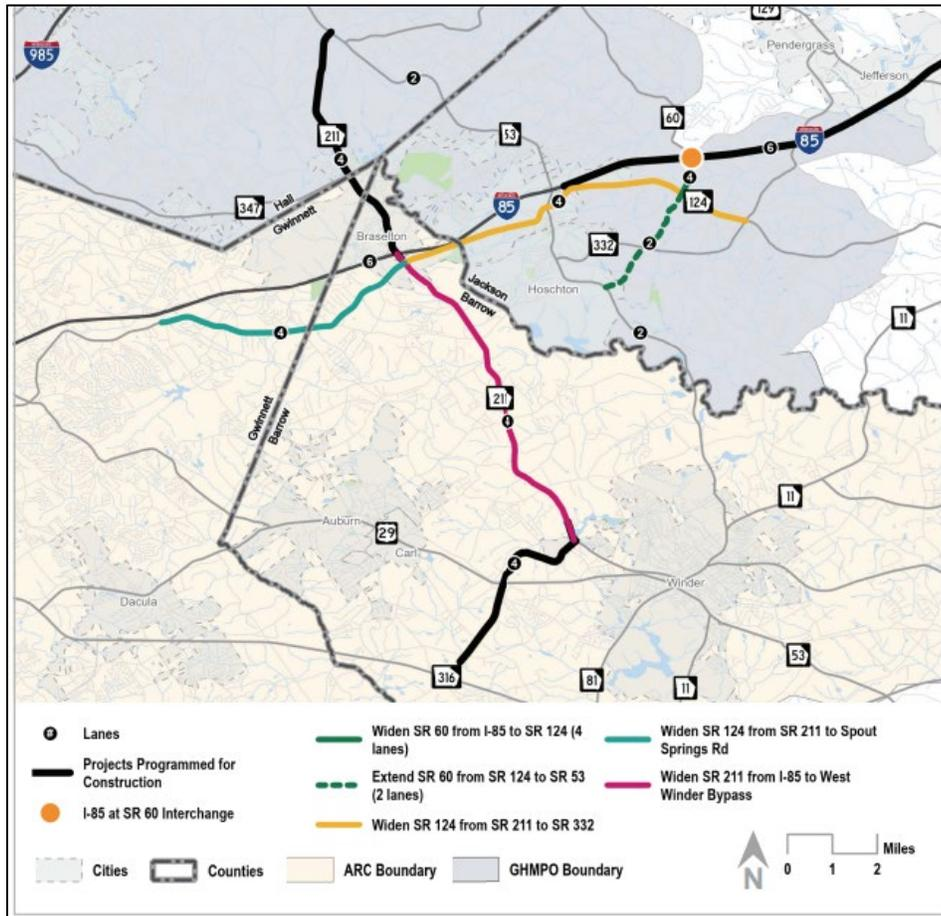 129
985
Pendergrass
Jefferson
2
60
211
53
85
4
6
4
347
Hall
Gwinnett
85
4
124
Braselton
332
2
6
Jackson
Barrow
Hoschton
11
4
2
Gwinnett
Barrow
211
4
11
Auburn
29
Carl
4
Winder
Dacula
53
316
81
11
# Lanes
Projects Programmed for
Construction
I-85 at SR 60 Interchange
Widen SR 60 from I-85 to SR 124 (4
lanes)
Extend SR 60 from SR 124 to SR 53
(2 lanes)
Widen SR 124 from SR 211 to SR 332
Widen SR 124 from SR 211 to Spout
Springs Rd
Widen SR 211 from I-85 to West
Winder Bypass
Cities
Counties
ARC Boundary
GHMPO Boundary
N
0 1 2
Miles